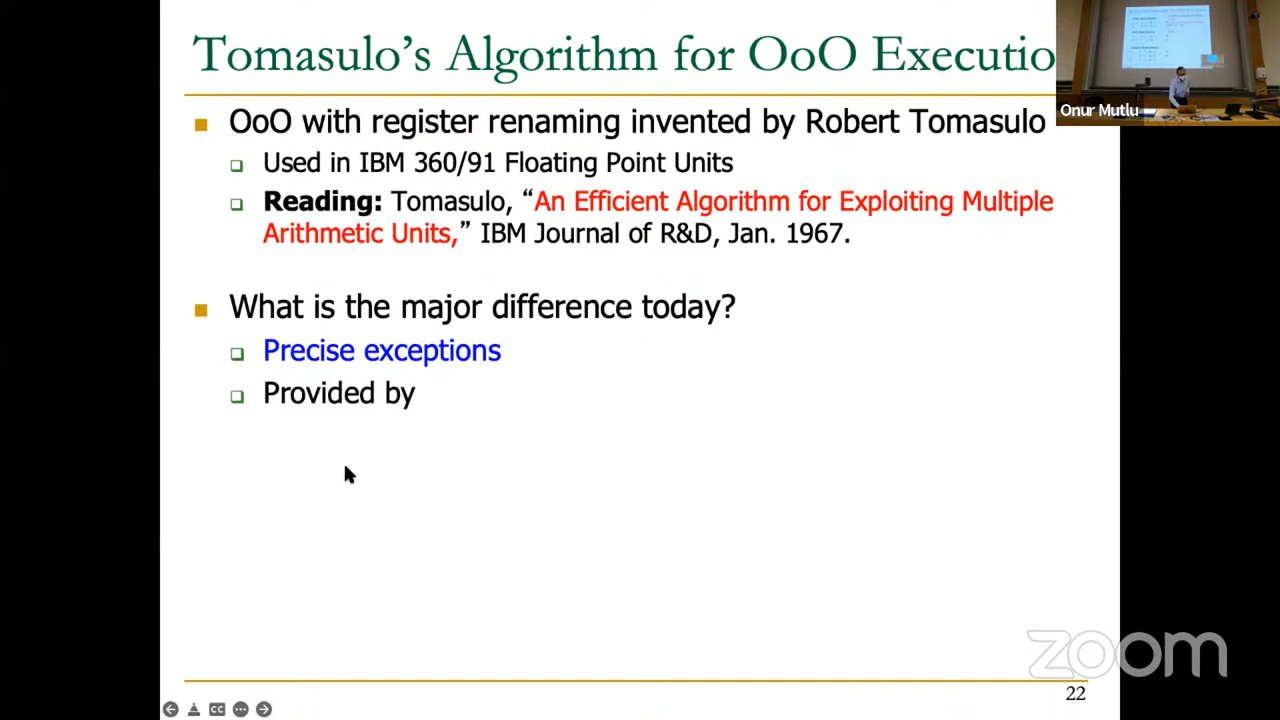 Tomasulo's Algorithm for OoO Executio
Onur Mutlu
OoO with register renaming invented by Robert Tomasulo
Used in IBM 360/91 Floating Point Units
Reading: Tomasulo, “An Efficient Algorithm for Exploiting Multiple
Arithmetic Units,” IBM Journal of R&D, Jan. 1967.
What is the major difference today?
Precise exceptions
Provided by
zoom
22
CC